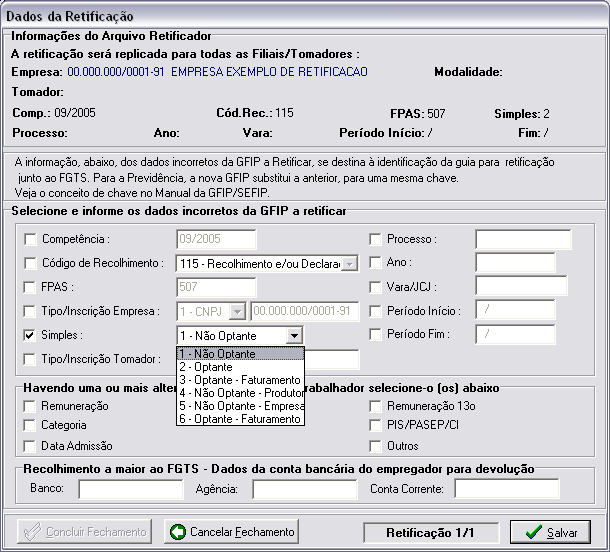 Dados da Retificação
Informações do Arquivo Retificador
A retificação será replicada para todas as Filiais/Tomadores :
Empresa: 00.000.000/0001-91 EMPRESA EXEMPLO DE RETIFICACAO Modalidade:
Tomador:
Comp.: 09/2005 Cód.Rec.: 115 FPAS: 507 Simples: 2
Processo: Ano: Vara: Período Início: / Fim: /
A informação, abaixo, dos dados incorretos da GFIP a Retificar, se destina à identificação da guia para retificação
junto ao FGTS. Para a Previdência, a nova GFIP substitui a anterior, para uma mesma chave.
Veja o conceito de chave no Manual da GFIP/SEFIP.
Selecione e informe os dados incorretos da GFIP a retificar
Competência : 09/2005 Processo :
Código de Recolhimento : 115 - Recolhimento e/ou Declaraç Ano :
FPAS : 507 Vara/JCJ :
Tipo/Inscrição Empresa : 1 - CNPJ 00.000.000/0001-91 Período Início : /
Simples : 1 - Não Optante Período Fim : /
Tipo/Inscrição Tomador :
1 - Não Optante
2 - Optante
3 - Optante - Faturamento
4 - Não Optante - Produtor
5 - Não Optante - Empresa
6 - Optante - Faturamento
Havendo uma ou mais alter rabalhador selecione-o (os) abaixo
Remuneração Remuneração 13o
Categoria PIS/PASEP/CI
Data Admissão Outros
Recolhimento a maior ao FGTS - Dados da conta bancária do empregador para devolução
Banco: Agência: Conta Corrente:
Concluir Fechamento Cancelar Fechamento Retificação 1/1 Salvar